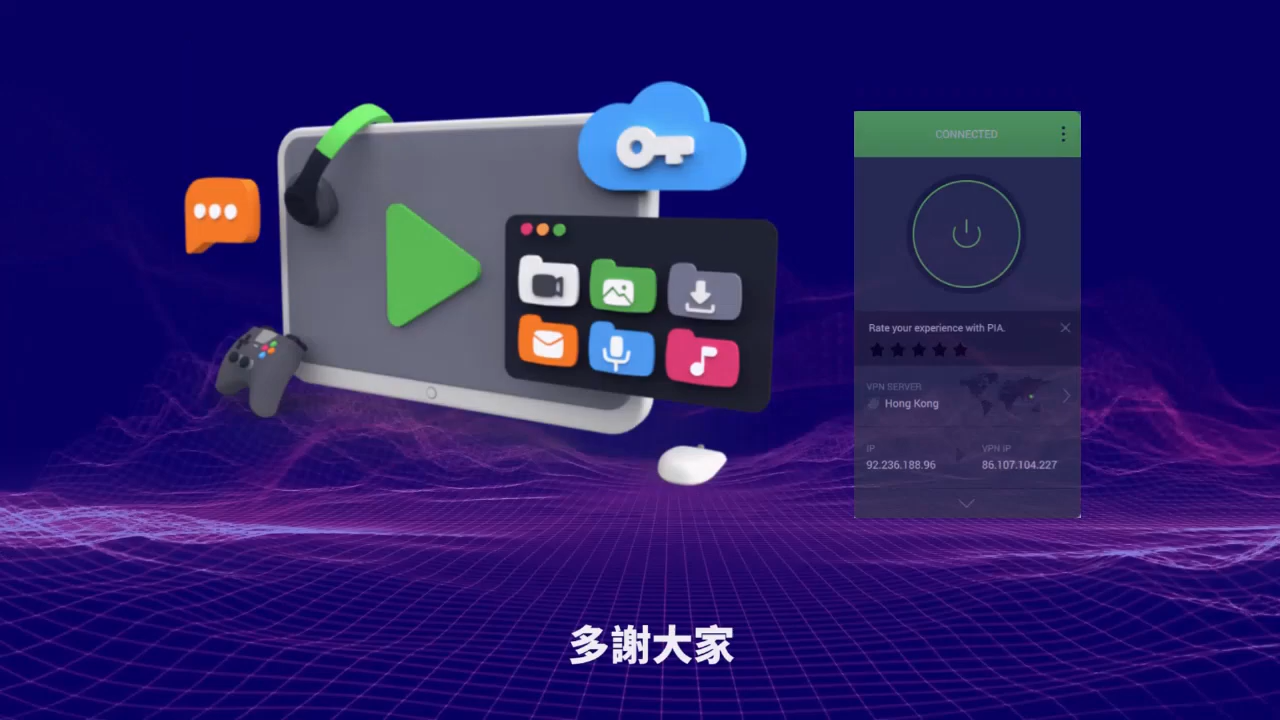 CONNECTED
Rate your experience with PIA.
VPN SERVER
Hong Kong
IP
VPN IP
92.236.188.96
86.107.104.227
多謝大家